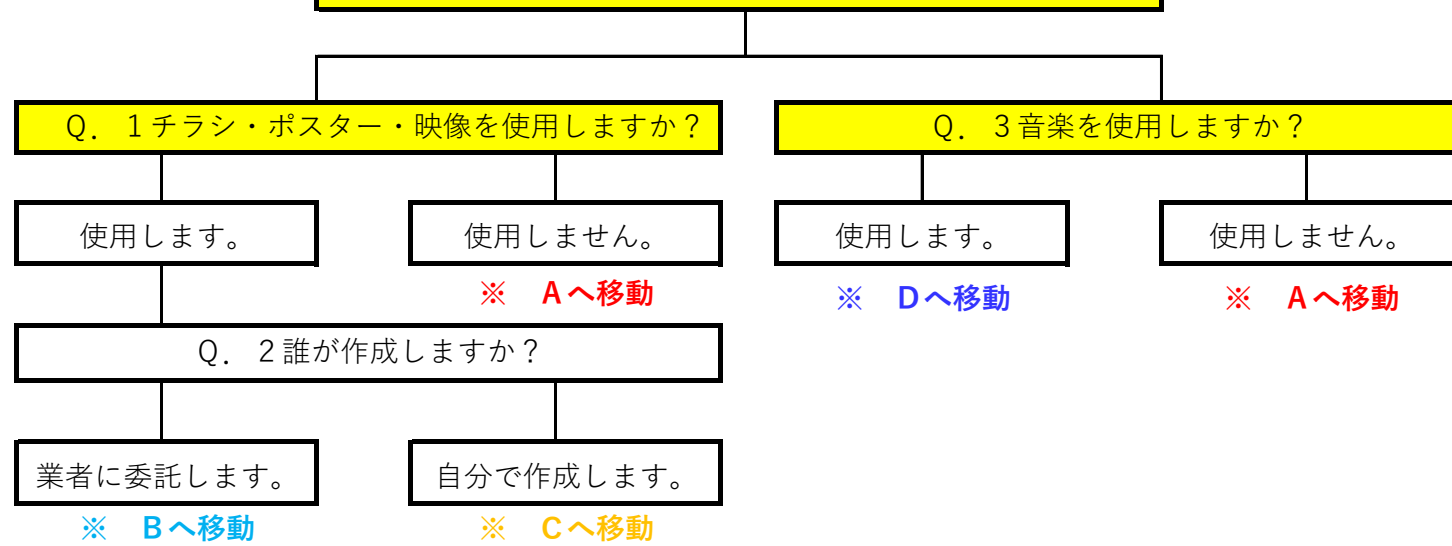 Q．１チラシ・ポスター・映像を使用しますか？
Q．３音楽を使用しますか？
使用します。
使用しません。
使用します。
使用しません。
※　Aへ移動
※　Dへ移動
※　Aへ移動
Q．２誰が作成しますか？
業者に委託します。
自分で作成します。
※　Bへ移動
※　Cへ移動